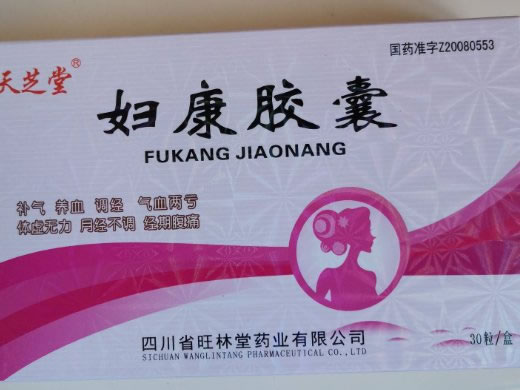 国药准字Z20080553
天芝堂®
妇康胶囊
FUKANG JIAONANG
补气 养血 调经 气血两亏
体虚无力 月经不调 经期腹痛
四川省旺林堂药业有限公司
SICHUAN WANGLINTANG PHARMACEUTICAL CO.,LTD
30粒/盒